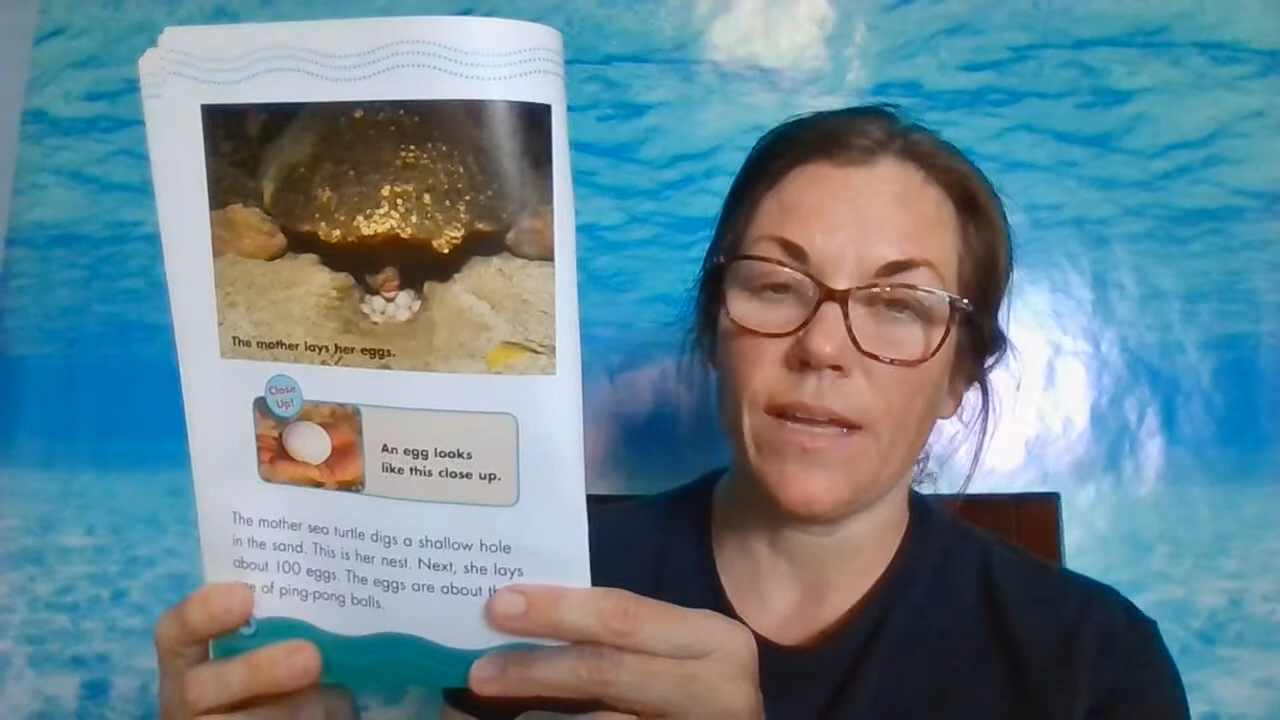 The mother lays her eggs.
Close
Up!
An egg looks
like this close up.
The mother sea turtle digs a shallow hole
in the sand. This is her nest. Next, she lays
about 100 eggs. The eggs are about
of ping-pong balls.